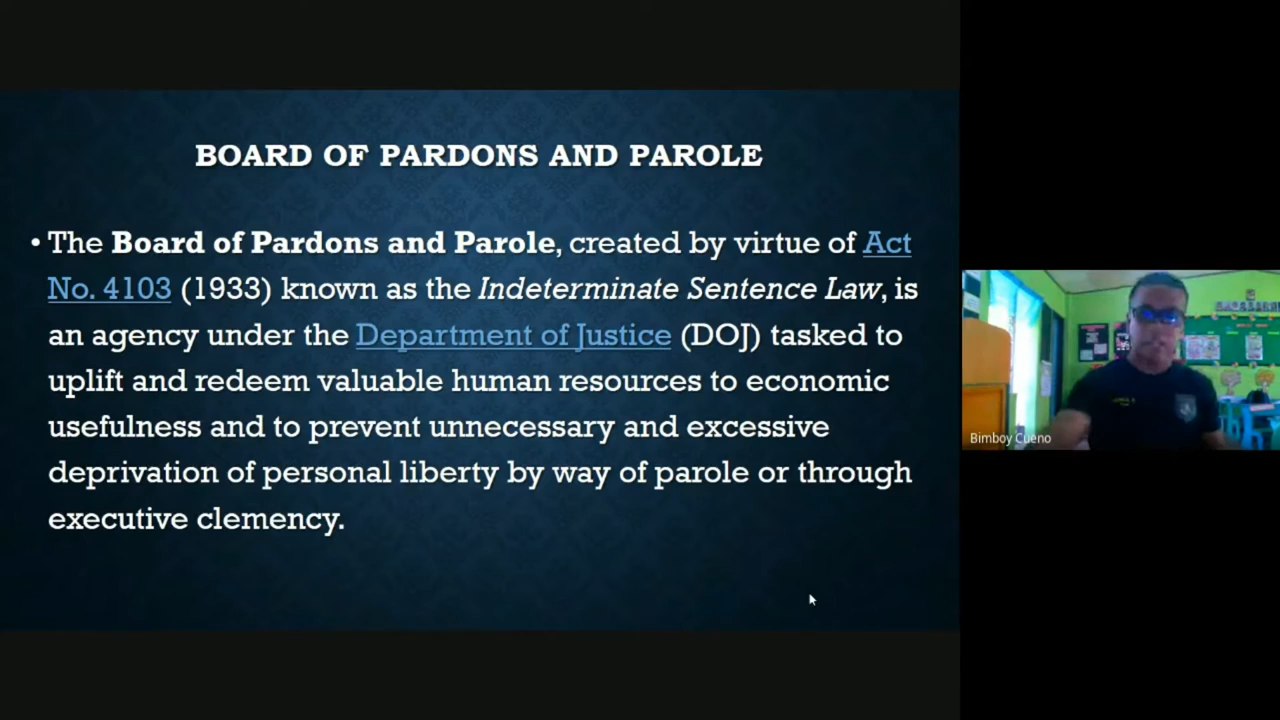 BOARD OF PARDONS AND PAROLE
• The Board of Pardons and Parole, created by virtue of Act
No. 4103 (1933) known as the Indeterminate Sentence Law, is
an agency under the Department of Justice (DOJ) tasked to
uplift and redeem valuable human resources to economic
usefulness and to prevent unnecessary and excessive
deprivation of personal liberty by way of parole or through
executive clemency.
Bimboy Cueno